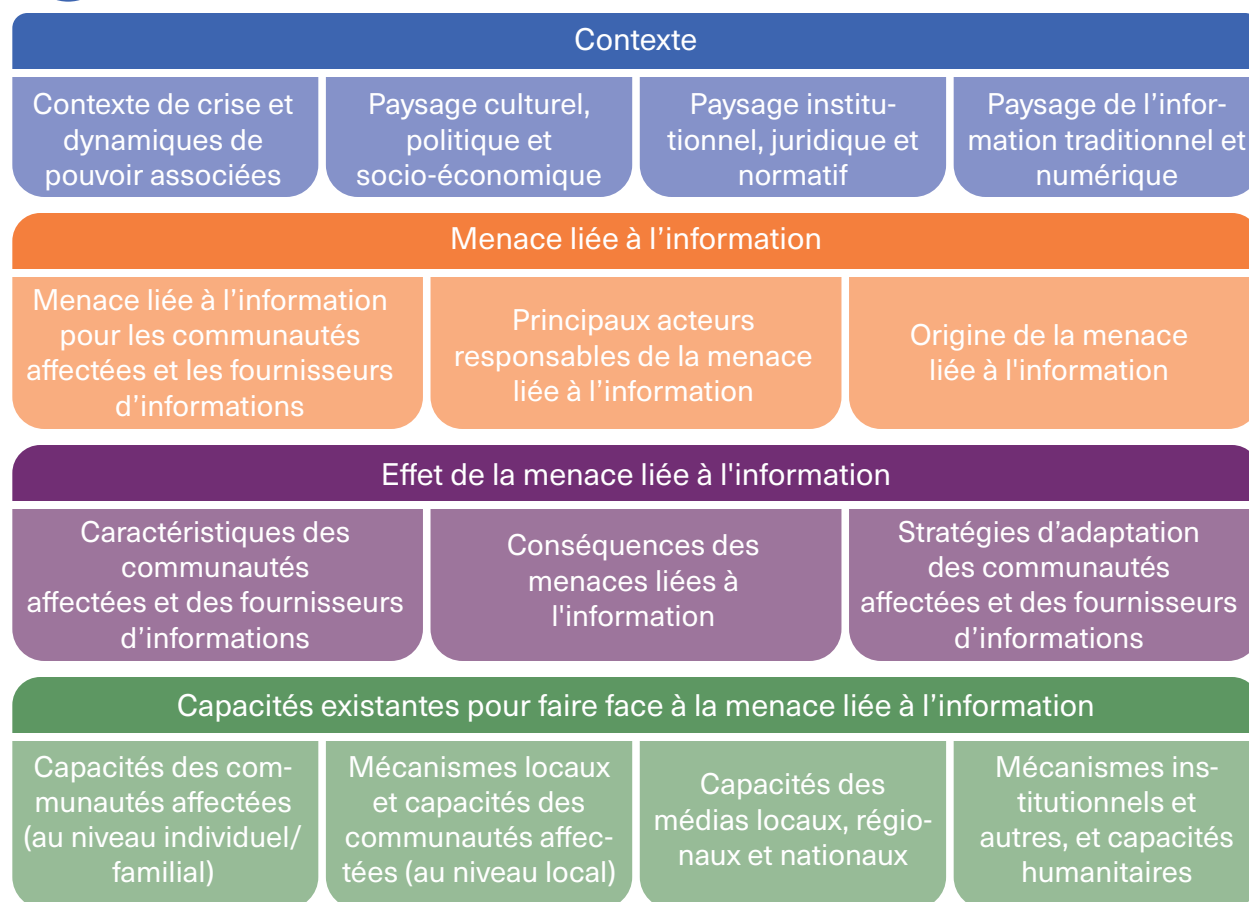 Contexte
Contexte de crise et
dynamiques de
pouvoir associées
Paysage culturel,
politique et
socio-économique
Paysage institu-
tionnel, juridique et
normatif
Paysage de l’infor-
mation traditionnel et
numérique
Menace liée à l’information
Menace liée à l’information
pour les communautés
affectées et les fournisseurs
d’informations
Principaux acteurs
responsables de la menace
liée à l’information
Origine de la menace
liée à l'information
Effet de la menace liée à l'information
Caractéristiques des
communautés
affectées et des fournisseurs
d’informations
Conséquences des
menaces liées à
l'information
Stratégies d’adaptation
des communautés
affectées et des fournisseurs
d’informations
Capacités existantes pour faire face à la menace liée à l’information
Capacités des com-
munautés affectées
(au niveau individuel/
familial)
Mécanismes locaux
et capacités des
communautés affec-
tées (au niveau local)
Capacités des
médias locaux, régio-
naux et nationaux
Mécanismes ins-
titutionnels et
autres, et capacités
humanitaires